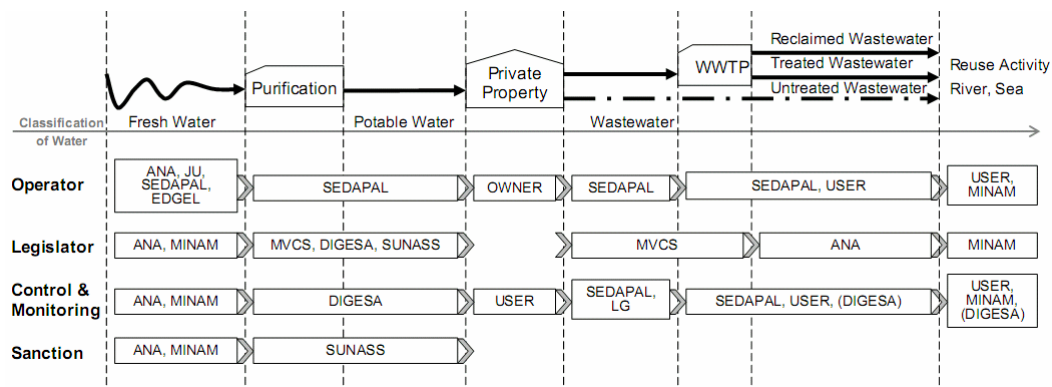 Reclaimed Wastewater
Purification
Private
Property
WWTP
Treated Wastewater
Reuse Activity
Untreated Wastewater
River, Sea
Classification
of Water
Fresh Water
Potable Water
Wastewater
Operator
ANA, JU,
SEDAPAL,
EDGEL
SEDAPAL
OWNER
SEDAPAL
SEDAPAL, USER
USER,
MINAM
Legislator
ANA, MINAM
MVCS, DIGESA, SUNASS
MVCS
ANA
MINAM
Control &
Monitoring
ANA, MINAM
DIGESA
USER
SEDAPAL,
LG
SEDAPAL, USER, (DIGESA)
USER,
MINAM,
(DIGESA)
Sanction
ANA, MINAM
SUNASS